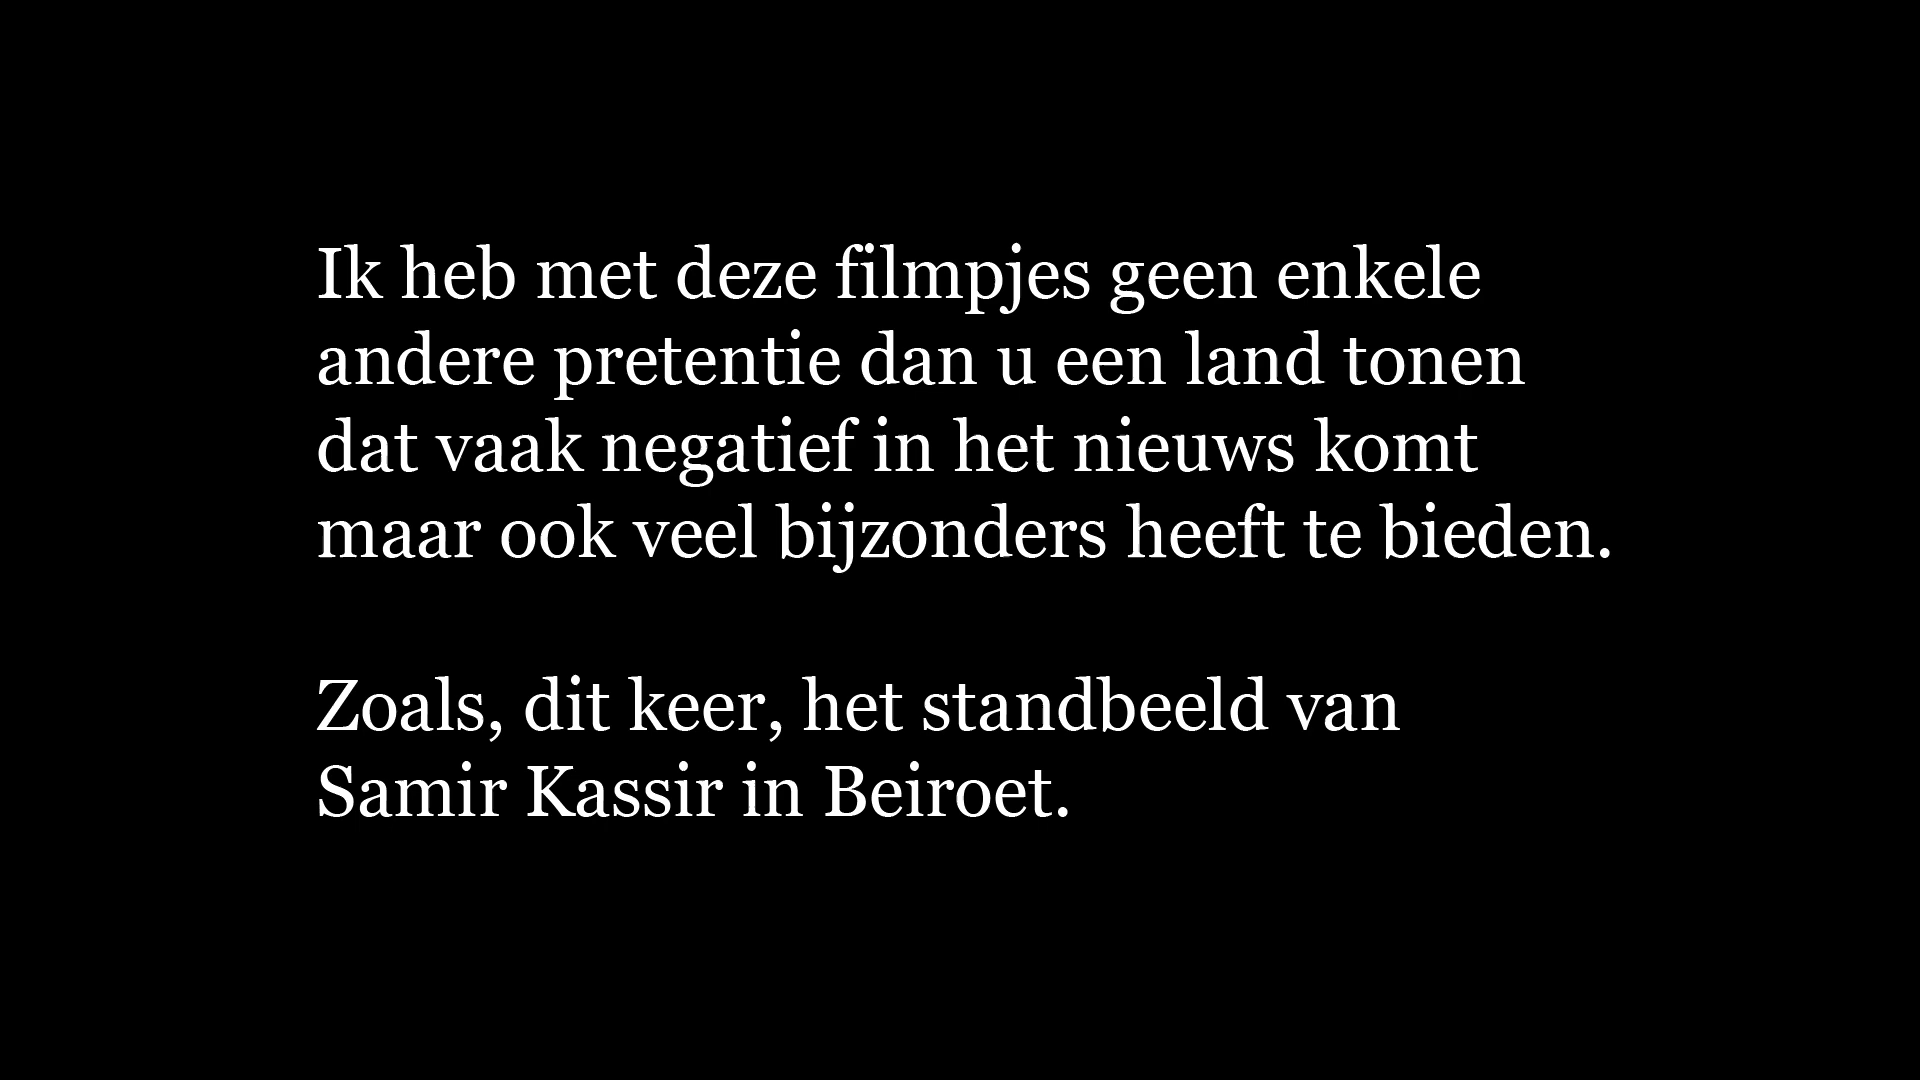 Ik heb met deze filmpjes geen enkele
andere pretentie dan u een land tonen
dat vaak negatief in het nieuws komt
maar ook veel bijzonders heeft te bieden.
Zoals, dit keer, het standbeeld van
Samir Kassir in Beiroet.